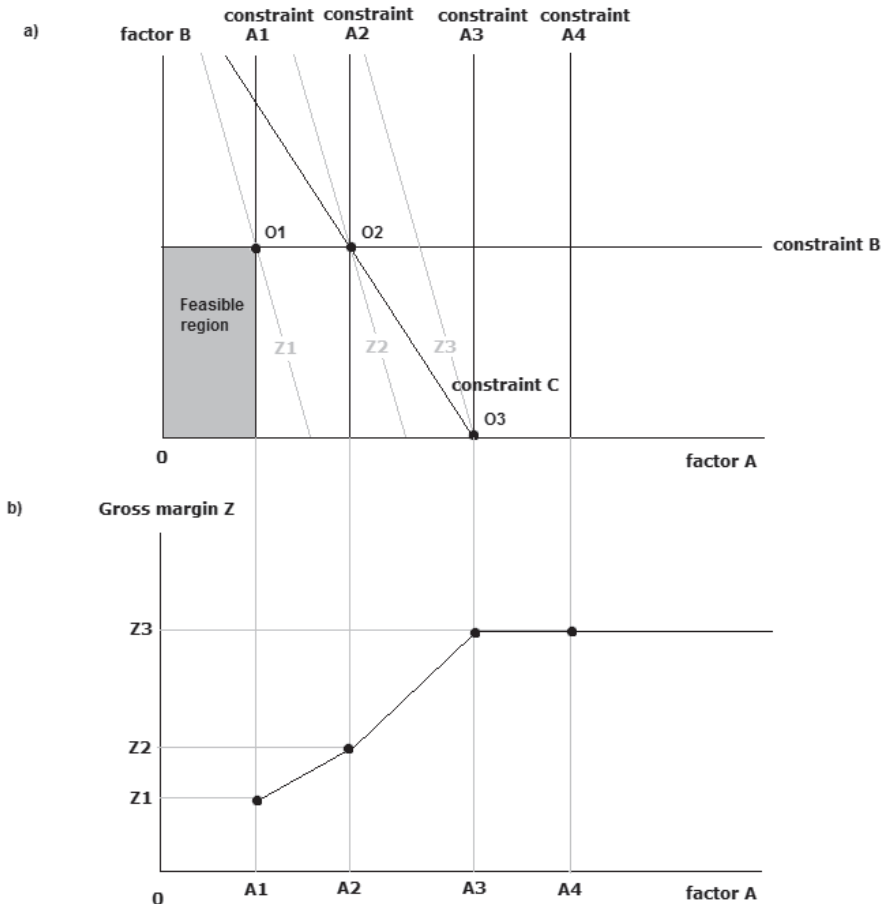 a)
factor B
constraint
A1
constraint
A2
constraint
A3
constraint
A4
O1
O2
constraint B
Feasible
region
Z1
Z2
Z3
constraint C
O3
0
factor A
b)
Gross margin Z
Z3
Z2
Z1
0
A1
A2
A3
A4
factor A